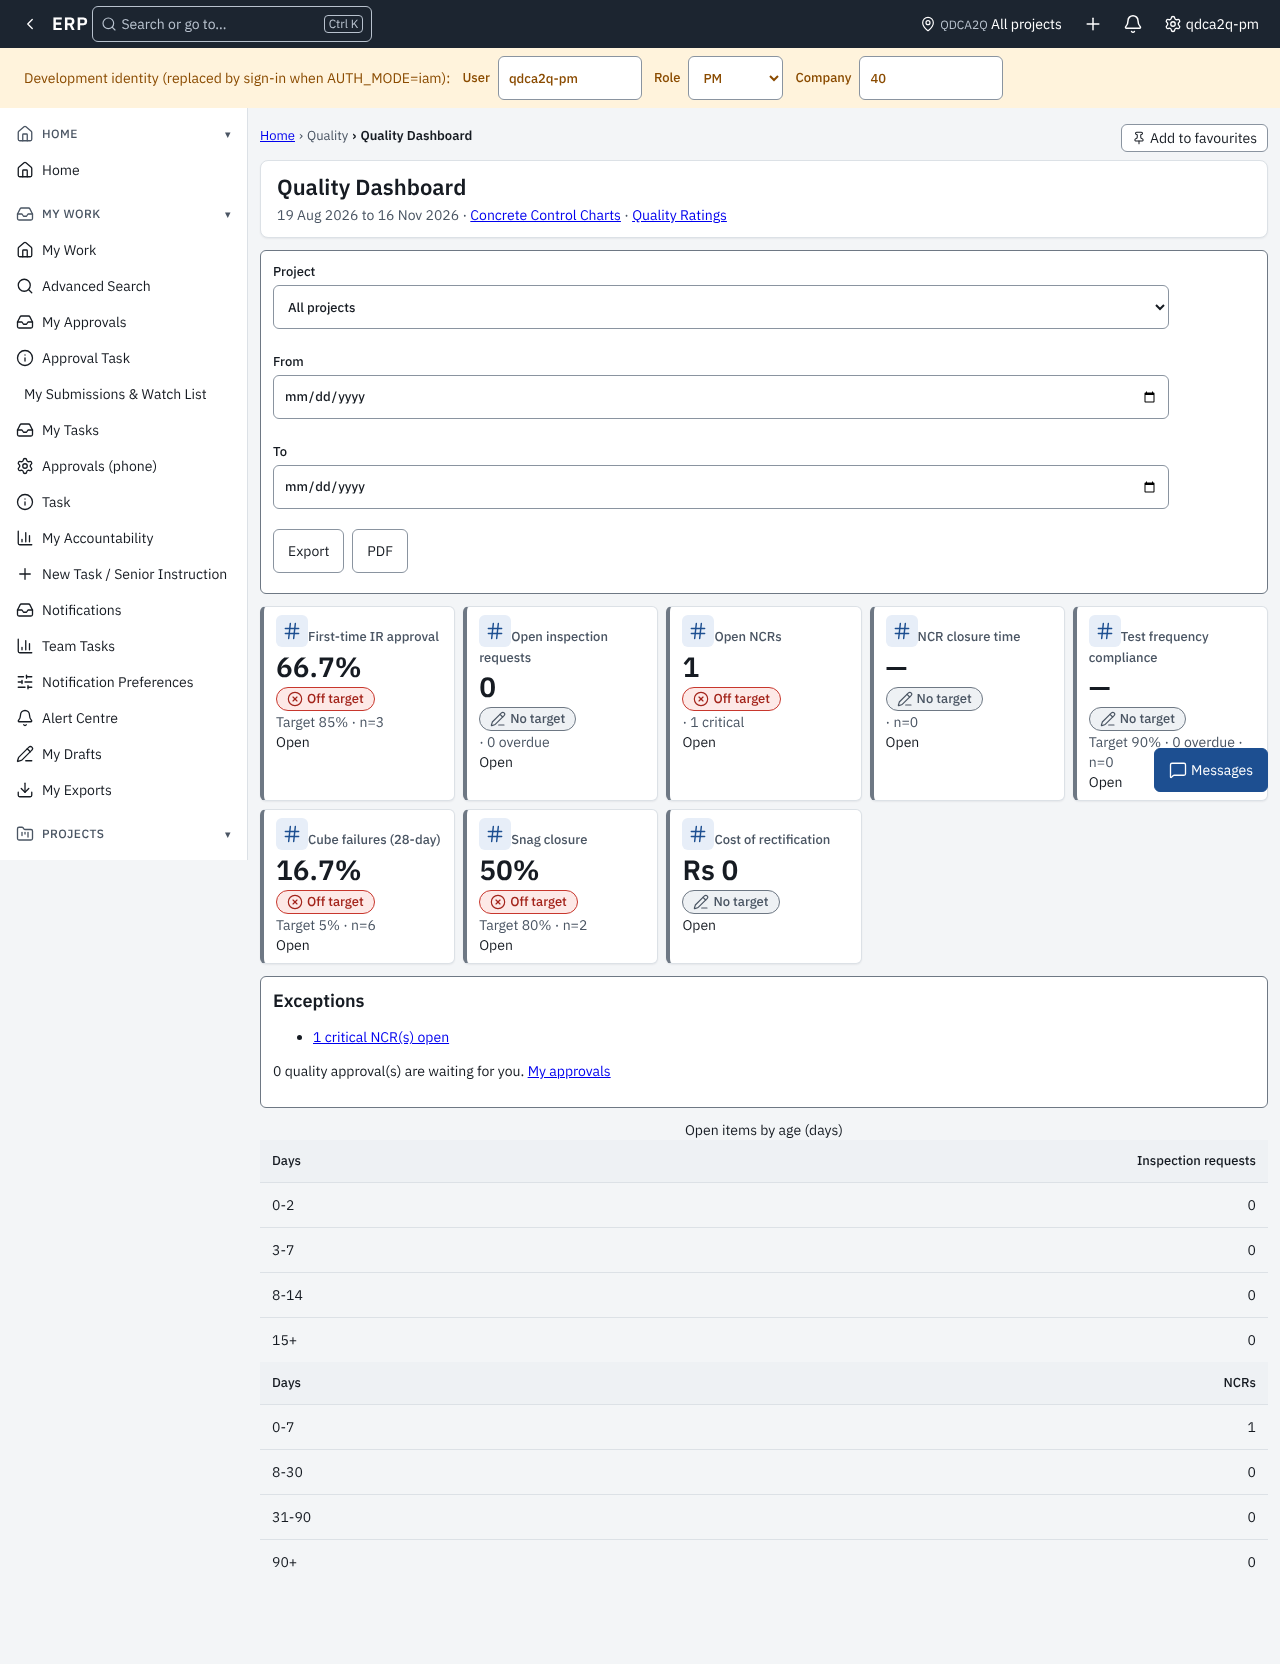 ERP
Search or go to...
Ctrl K
QDCA2Q All projects
qdca2q-pm
Development identity (replaced by sign-in when AUTH_MODE=iam):
User
qdca2q-pm
Role
PM
Company
40
HOME
Home
MY WORK
My Work
Advanced Search
My Approvals
Approval Task
My Submissions & Watch List
My Tasks
Approvals (phone)
Task
My Accountability
New Task / Senior Instruction
Notifications
Team Tasks
Notification Preferences
Alert Centre
My Drafts
My Exports
PROJECTS
Home › Quality › Quality Dashboard
Add to favourites
Quality Dashboard
19 Aug 2026 to 16 Nov 2026 · Concrete Control Charts · Quality Ratings
Project
All projects
From
mm/dd/yyyy
To
mm/dd/yyyy
Export
PDF
First-time IR approval
66.7%
Off target
Target 85% · n=3
Open
Open inspection
requests
0
No target
· 0 overdue
Open
Open NCRs
1
Off target
· 1 critical
Open
NCR closure time
—
No target
· n=0
Open
Test frequency
compliance
—
No target
Target 90% · 0 overdue ·
n=0
Open
Messages
Cube failures (28-day)
16.7%
Off target
Target 5% · n=6
Open
Snag closure
50%
Off target
Target 80% · n=2
Open
Cost of rectification
Rs 0
No target
Open
Exceptions
1 critical NCR(s) open
0 quality approval(s) are waiting for you. My approvals
Open items by age (days)
Days Inspection requests
0-2 0
3-7 0
8-14 0
15+ 0
Days NCRs
0-7 1
8-30 0
31-90 0
90+ 0